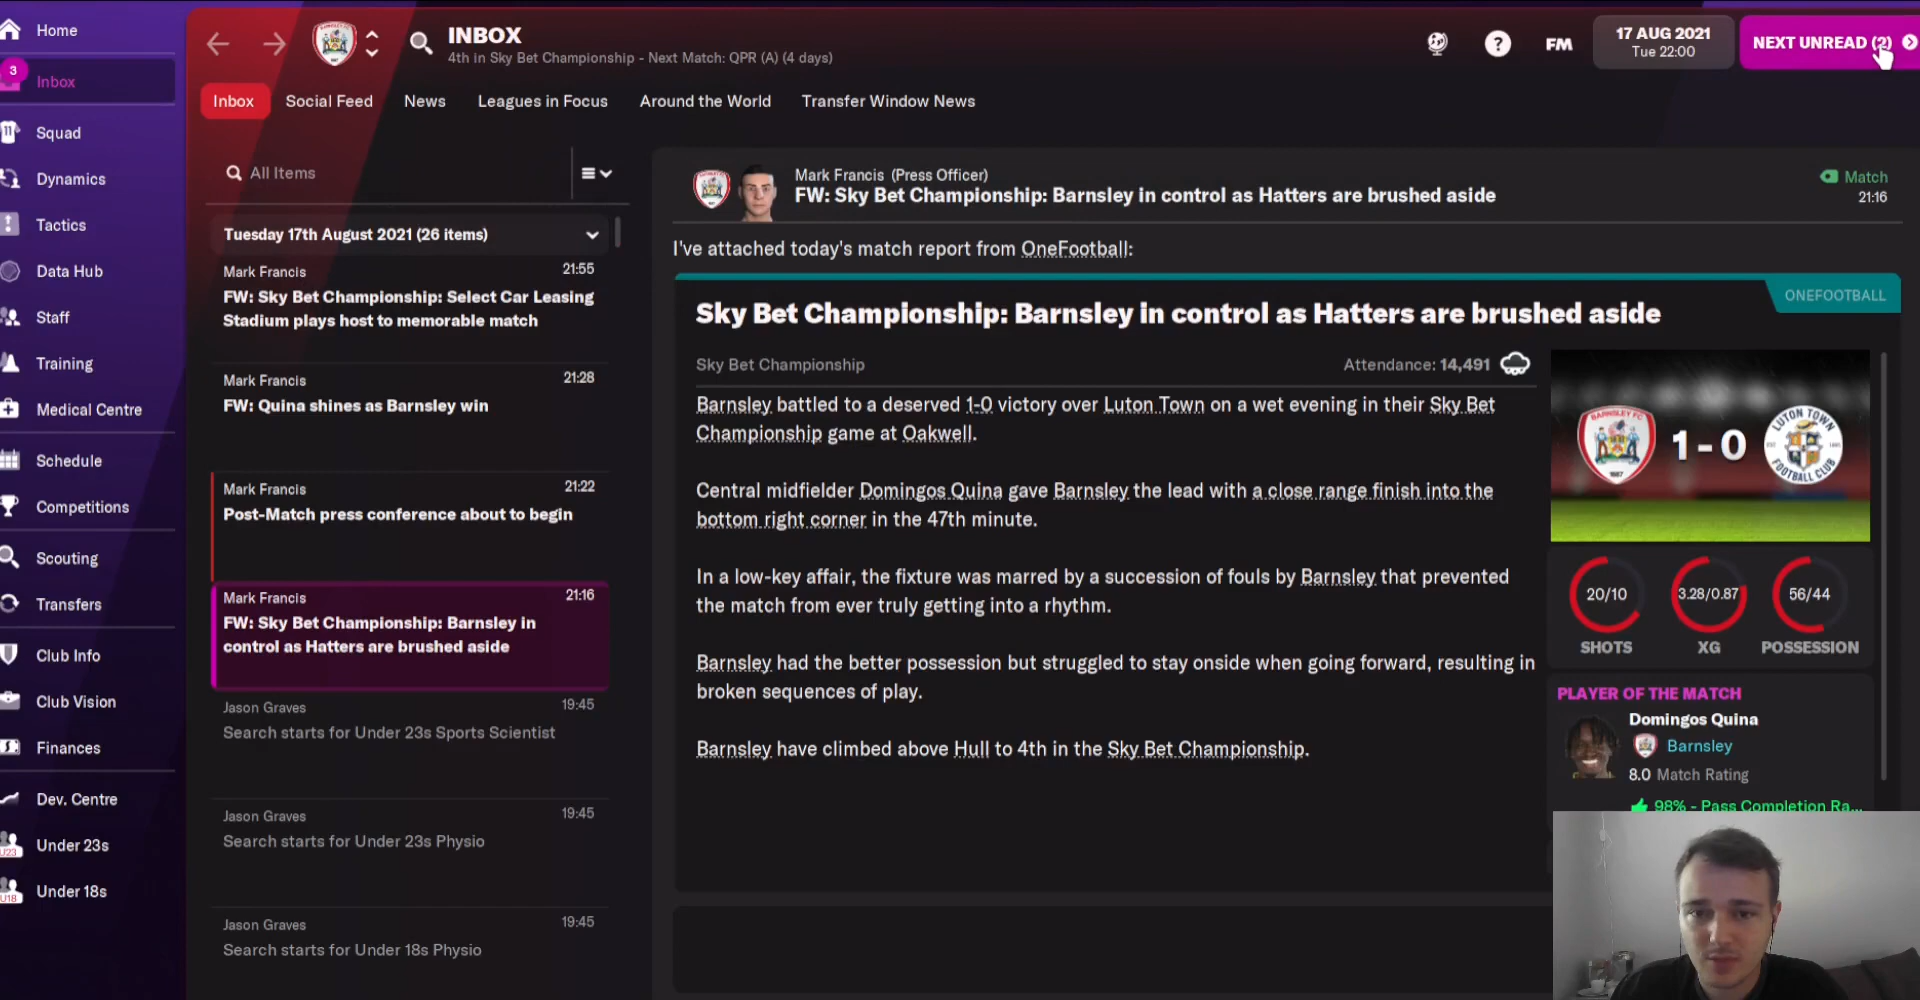 Home
3
Inbox
Squad
Dynamics
Tactics
Data Hub
Staff
Training
Medical Centre
Schedule
Competitions
Scouting
Transfers
Club Info
Club Vision
Finances
Dev. Centre
U23
Under 23s
U18
Under 18s
INBOX
4th in Sky Bet Championship - Next Match: QPR (A) (4 days)
?
FM
17 AUG 2021
Tue 22:00
NEXT UNREAD (2)
Inbox
Social Feed
News
Leagues in Focus
Around the World
Transfer Window News
All Items
Tuesday 17th August 2021 (26 items)
Mark Francis
21:55
FW: Sky Bet Championship: Select Car Leasing
Stadium plays host to memorable match
Mark Francis
21:28
FW: Quina shines as Barnsley win
Mark Francis
21:22
Post-Match press conference about to begin
Mark Francis
21:16
FW: Sky Bet Championship: Barnsley in
control as Hatters are brushed aside
Jason Graves
19:45
Search starts for Under 23s Sports Scientist
Jason Graves
19:45
Search starts for Under 23s Physio
Jason Graves
19:45
Search starts for Under 18s Physio
Mark Francis (Press Officer)
FW: Sky Bet Championship: Barnsley in control as Hatters are brushed aside
Match
21:16
I've attached today's match report from OneFootball:
ONEFOOTBALL
Sky Bet Championship: Barnsley in control as Hatters are brushed aside
Sky Bet Championship
Attendance: 14,491
Barnsley battled to a deserved 1-0 victory over Luton Town on a wet evening in their Sky Bet
Championship game at Oakwell.
Central midfielder Domingos Quina gave Barnsley the lead with a close range finish into the
bottom right corner in the 47th minute.
In a low-key affair, the fixture was marred by a succession of fouls by Barnsley that prevented
the match from ever truly getting into a rhythm.
Barnsley had the better possession but struggled to stay onside when going forward, resulting in
broken sequences of play.
Barnsley have climbed above Hull to 4th in the Sky Bet Championship.
BARNSLEY FC
1 - 0
LUTON TOWN
FOOTBALL CLUB
20/10
3.28/0.87
56/44
SHOTS
XG
POSSESSION
PLAYER OF THE MATCH
Domingos Quina
Barnsley
8.0 Match Rating
98% - Pass Completion Ra...